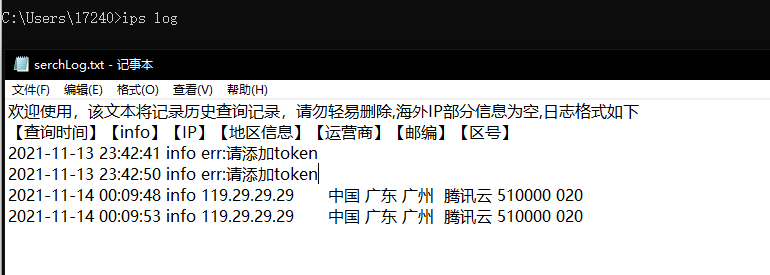 C:\Users\17240>ips log
serchLog.txt - 记事本
文件(F) 编辑(E) 格式(O) 查看(V) 帮助(H)
欢迎使用，该文本将记录历史查询记录，请勿轻易删除,海外IP部分信息为空,日志格式如下
【查询时间】【info】【IP】【地区信息】【运营商】【邮编】【区号】
2021-11-13 23:42:41 info err:请添加token
2021-11-13 23:42:50 info err:请添加token
2021-11-14 00:09:48 info 119.29.29.29 中国 广东 广州 腾讯云 510000 020
2021-11-14 00:09:53 info 119.29.29.29 中国 广东 广州 腾讯云 510000 020